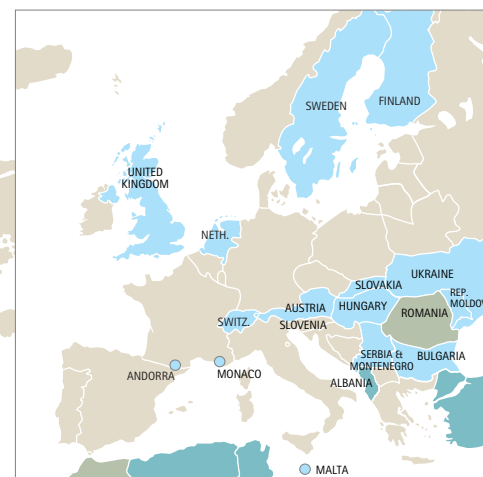 SWEDEN
FINLAND
UNITED
KINGDOM
NETH.
UKRAINE
SLOVAKIA
REP.
MOLDOV
AUSTRIA
HUNGARY
ROMANIA
SWITZ.
SLOVENIA
SERBIA &
MONTENEGRO
BULGARIA
ANDORRA
MONACO
ALBANIA
MALTA